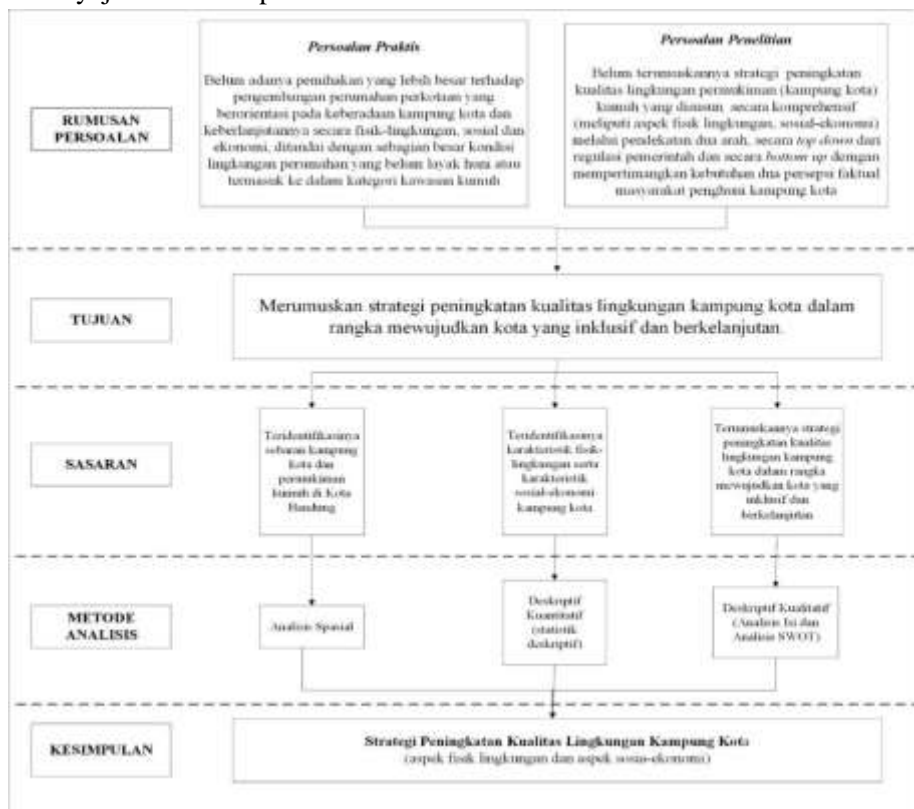 Persoalan Praktis
Belum adanya pemihakan yang lebih besar terhadap
pengembangan perumahan perkotaan yang
berorientasi pada keberadaan kampung kota dan
keberlanjutannya secara fisik-lingkungan, sosial dan
ekonomi, ditandai dengan sebagian besar kondisi
lingkungan perumahan yang belum layak huni atau
termasuk ke dalam kategori kawasan kumuh
Persoalan Penelitian
Belum terumuskannya strategi peningkatan
kualitas lingkungan permukiman (kampung kota)
kumuh yang disusun secara komprehensif
(meliputi aspek fisik lingkungan, sosial-ekonomi)
melalui pendekatan dua arah, secara top down dari
regulasi pemerintah dan secara bottom up dengan
mempertimbangkan kebutuhan dua persepsi faktual
masyarakat penghuni kampung kota
RUMUSAN
PERSOALAN
TUJUAN
Merumuskan strategi peningkatan kualitas lingkungan kampung kota dalam
rangka mewujudkan kota yang inklusif dan berkelanjutan.
SASARAN
Teridentifikasinya
sebaran kampung
kota dan
permukiman
kumuh di Kota
Bandung
Teridentifikasinya
karakteristik fisik-
lingkungan serta
karakteristik
sosial-ekonomi
kampung kota
Terumuskannya strategi
peningkatan kualitas
lingkungan kampung
kota dalam rangka
mewujudkan kota yang
inklusif dan
berkelanjutan
METODE
ANALISIS
Analisis Spasial
Deskriptif
Kuantitatif
(statistik
deskriptif)
Deskriptif Kualitatif
(Analisis Isi dan
Analisis SWOT)
KESIMPULAN
Strategi Peningkatan Kualitas Lingkungan Kampung Kota
(aspek fisik lingkungan dan aspek sosio-ekonomi)